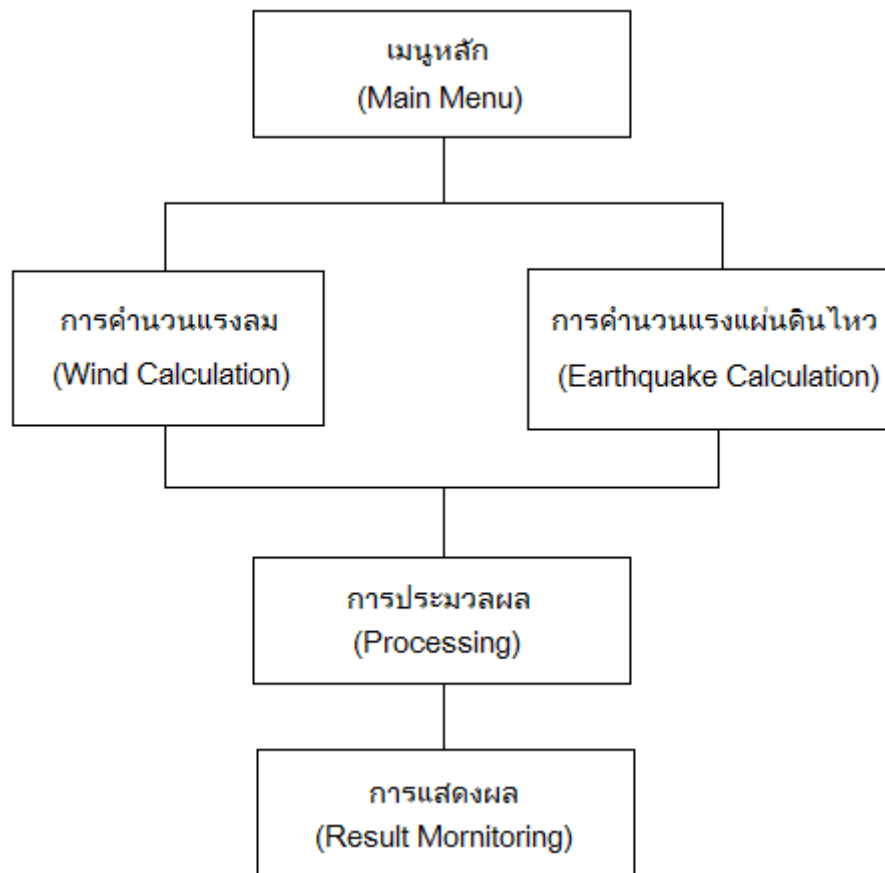 เมนูหลัก
(Main Menu)
การคำนวนแรงลม
(Wind Calculation)
การคำนวนแรงแผ่นดินไหว
(Earthquake Calculation)
การประมวลผล
(Processing)
การแสดงผล
(Result Mornitoring)